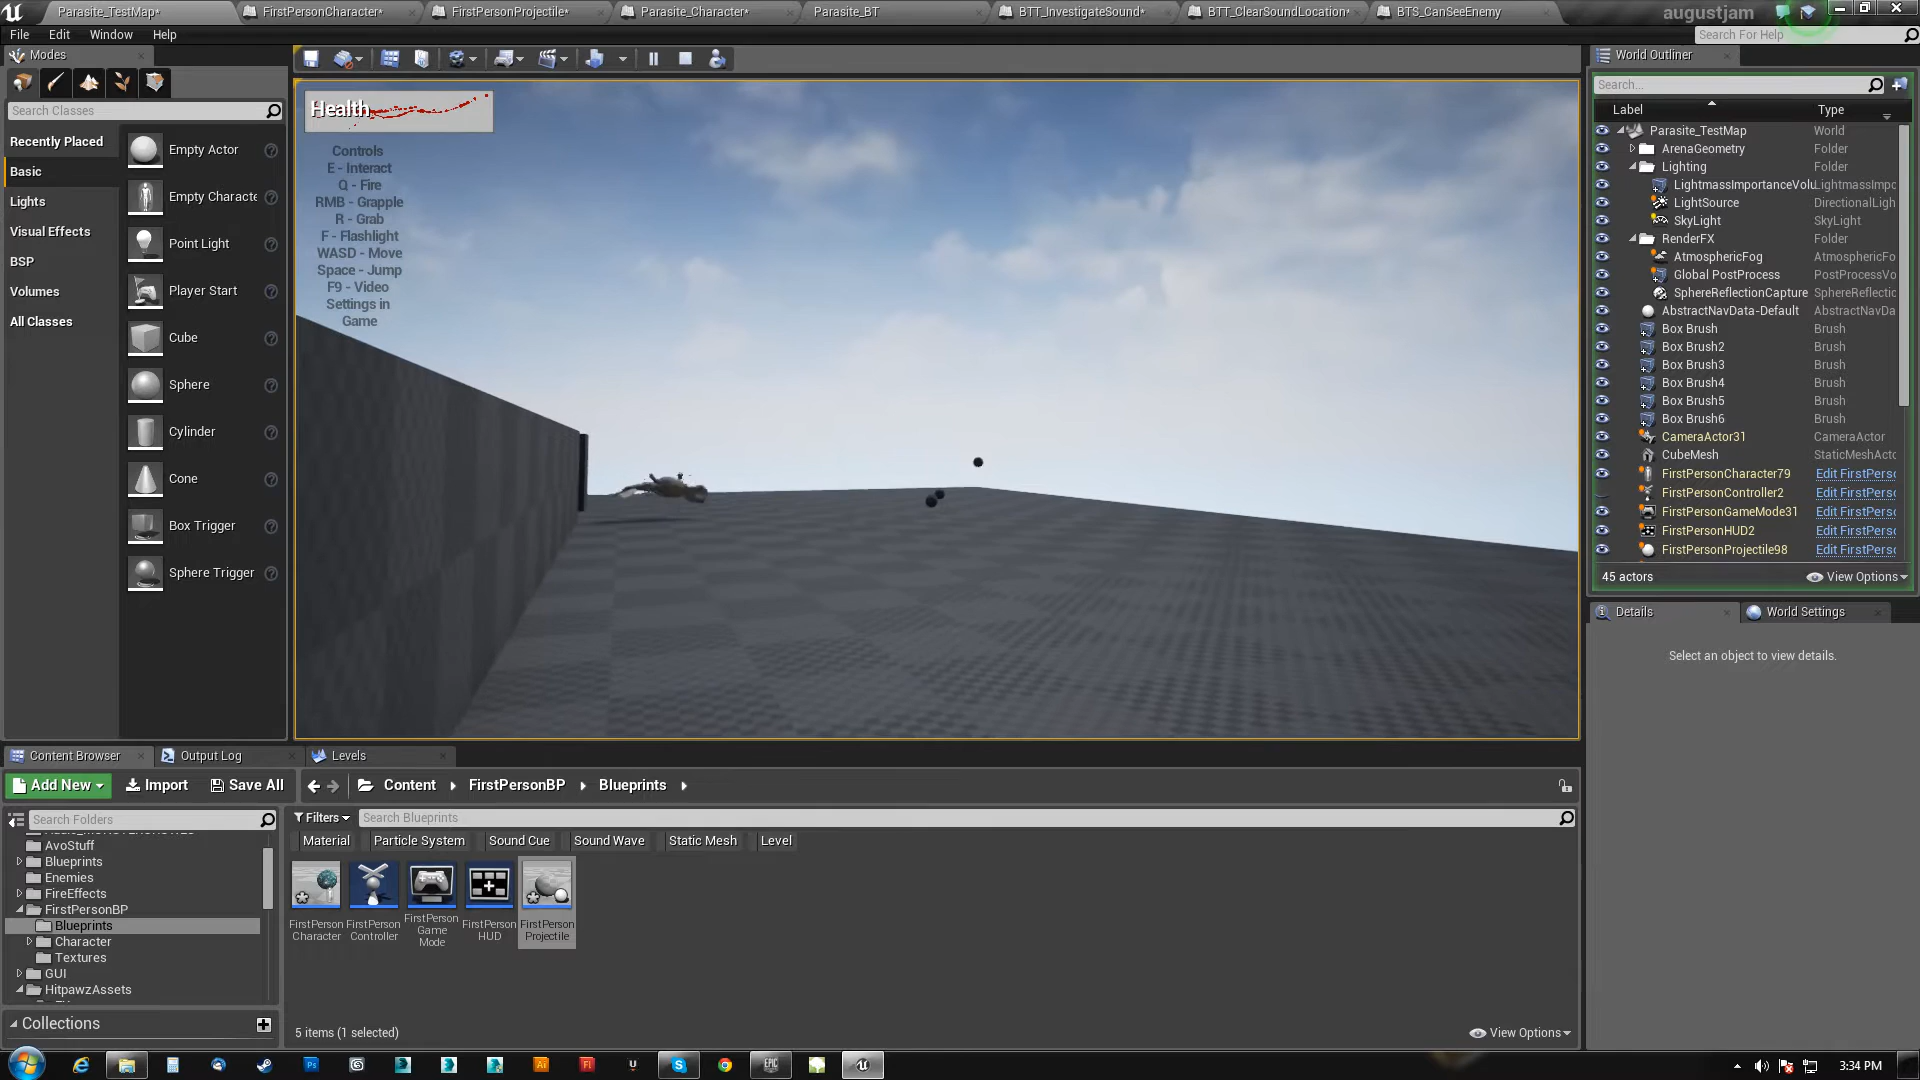 Parasite_TestMap*
FirstPersonCharacter*
FirstPersonProjectile*
Parasite_Character*
Parasite_BT
BTT_InvestigateSound*
BTT_ClearSoundLocation*
BTS_CanSeeEnemy
augustjam
File Edit Window Help
Search For Help
Modes
Search Classes
Recently Placed
Basic
Lights
Visual Effects
BSP
Volumes
All Classes
Empty Actor
Empty Characte
Point Light
Player Start
Cube
Sphere
Cylinder
Cone
Box Trigger
Sphere Trigger
Health
Controls
E - Interact
Q - Fire
RMB - Grapple
R - Grab
F - Flashlight
WASD - Move
Space - Jump
F9 - Video
Settings in
Game
World Outliner
Search...
Label Type
Parasite_TestMap World
ArenaGeometry Folder
Lighting Folder
LightmassImportanceVolu LightmassImpo
LightSource DirectionalLigh
SkyLight SkyLight
RenderFX Folder
AtmosphericFog AtmosphericFo
Global PostProcess PostProcessVo
SphereReflectionCapture SphereReflectic
AbstractNavData-Default AbstractNavDa
Box Brush Brush
Box Brush2 Brush
Box Brush3 Brush
Box Brush4 Brush
Box Brush5 Brush
Box Brush6 Brush
CameraActor31 CameraActor
CubeMesh StaticMeshActo
FirstPersonCharacter79 Edit FirstPerso
FirstPersonController2 Edit FirstPerso
FirstPersonGameMode31 Edit FirstPerso
FirstPersonHUD2 Edit FirstPerso
FirstPersonProjectile98 Edit FirstPerso
45 actors View Options
Details
World Settings
Select an object to view details.
Content Browser
Output Log
Levels
Add New Import Save All
Content FirstPersonBP Blueprints
Search Folders
AvoStuff
Blueprints
Enemies
FireEffects
FirstPersonBP
Blueprints
Character
Textures
GUI
HitpawzAssets
Collections
Filters Search Blueprints
Material Particle System Sound Cue Sound Wave Static Mesh Level
FirstPerson
Character
FirstPerson
Controller
FirstPerson
Game
Mode
FirstPerson
HUD
FirstPerson
Projectile
5 items (1 selected)
View Options
Ps
Ai
Fl
EPIC
3:34 PM